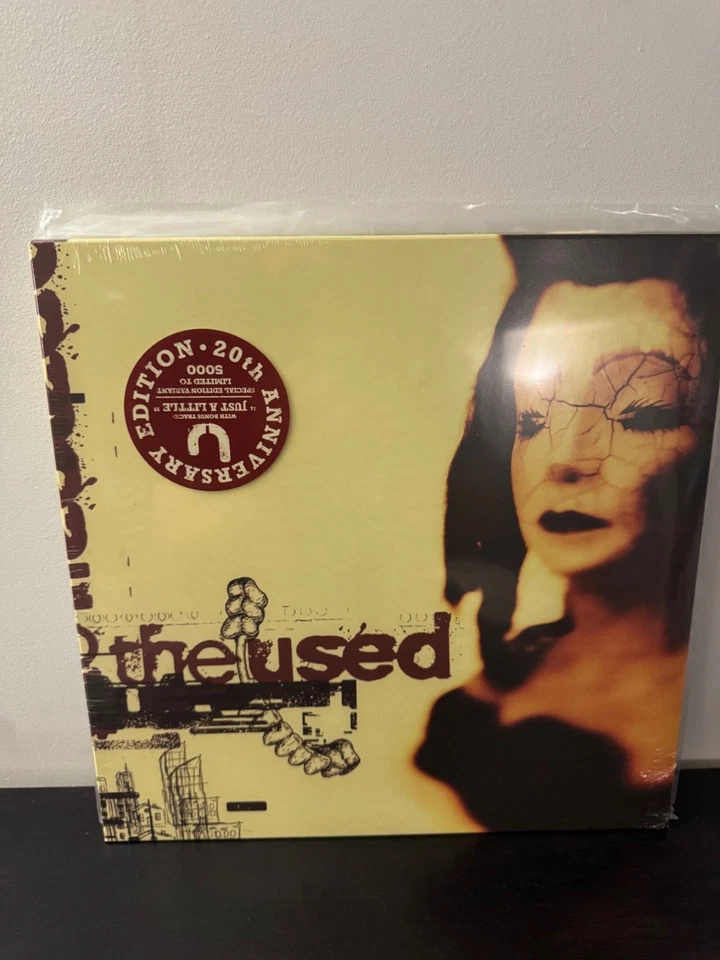 20th ANNIVERSARY EDITION •
WITH BONUS TRACK:
“ JUST A LITTLE ”
SPECIAL EDITION VARIANT
LIMITED TO
5000
the used